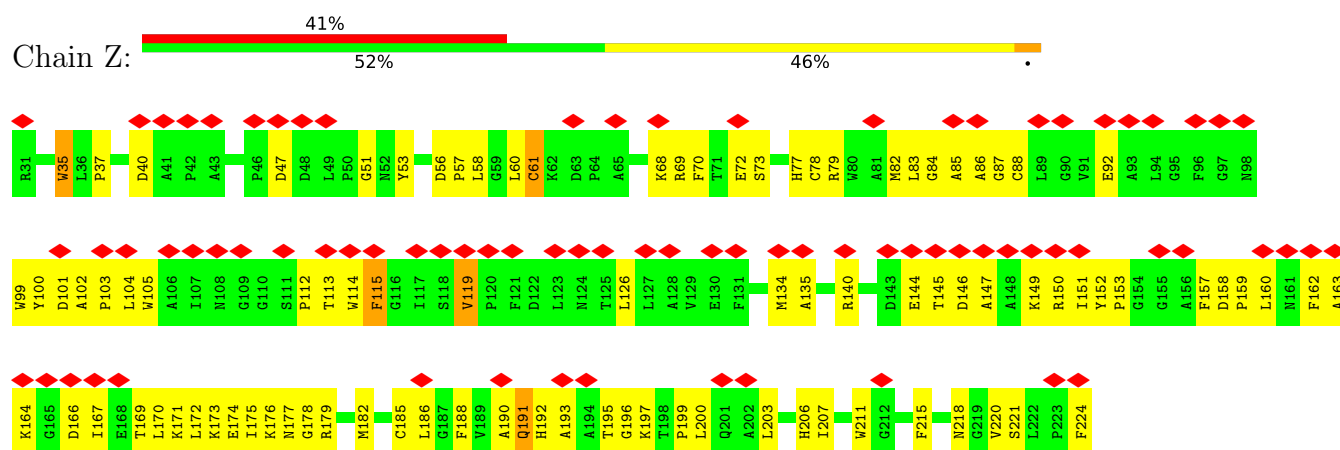 41%
Chain Z:
52% 46% •
R31 W35 L36 P37 D40 A41 P42 A43 P46 D47 D48 L49 P50 G51 N52 Y53 D56 P57 L58 G59 L60 G61 K62 D63 P64 A65 K68 R69 F70 T71 E72 S73 H77 C78 R79 W80 A81 M82 L83 G84 A85 A86 G87 C88 L89 G90 V91 E92 A93 L94 G95 F96 G97 N98
W99 Y100 D101 A102 P103 L104 W105 A106 I107 N108 G109 G110 S111 P112 T113 W114 F115 G116 I117 S118 V119 P120 F121 D122 L123 N124 T125 L126 L127 A128 V129 E130 F131 M134 A135 R140 D143 E144 T145 D146 A147 A148 K149 R150 I151 Y152 P153 G154 G155 A156 F157 D158 P159 L160 N161 F162 A163
K164 G165 D166 I167 E168 T169 L170 K171 L172 K173 E174 I175 K176 N177 G178 R179 M182 C185 L186 G187 F188 V189 A190 Q191 H192 A193 A194 T195 G196 K197 T198 P199 L200 Q201 A202 L203 H206 I207 W211 G212 F215 N218 G219 V220 S221 L222 P223 F224